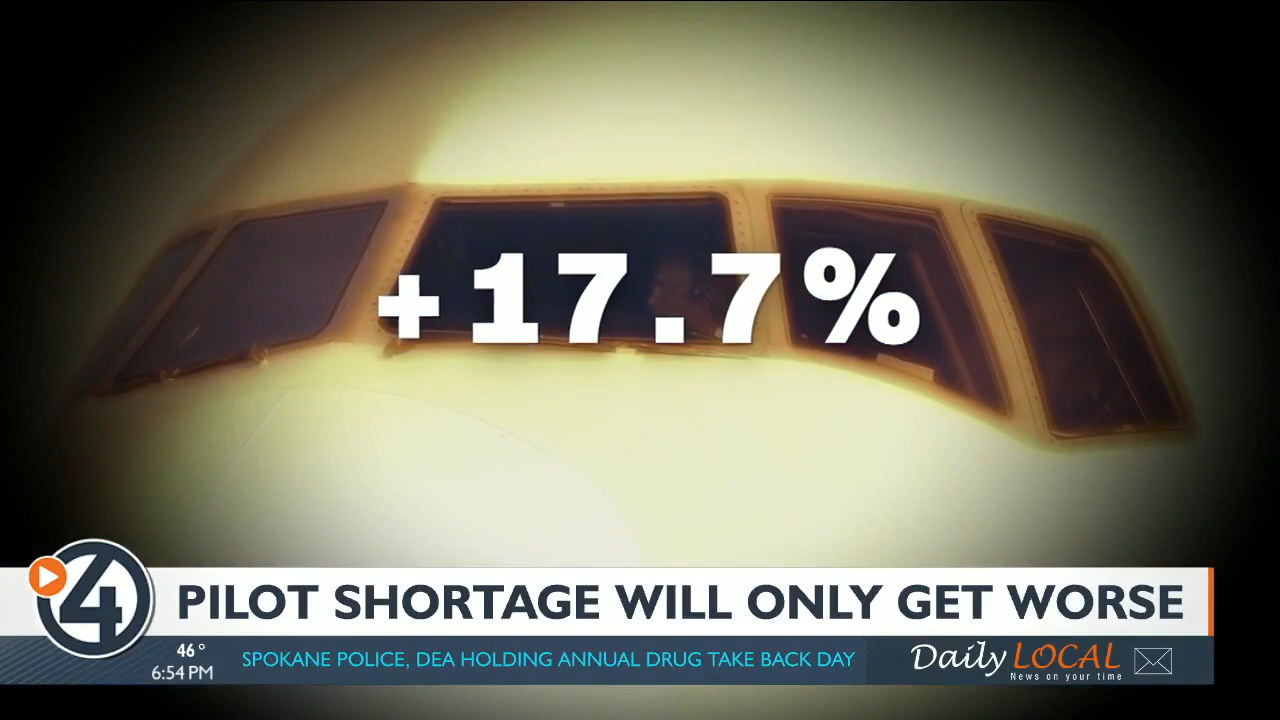 +17.7%
4
PILOT SHORTAGE WILL ONLY GET WORSE
46°
6:54 PM
SPOKANE POLICE, DEA HOLDING ANNUAL DRUG TAKE BACK DAY
Daily LOCAL
News on your time